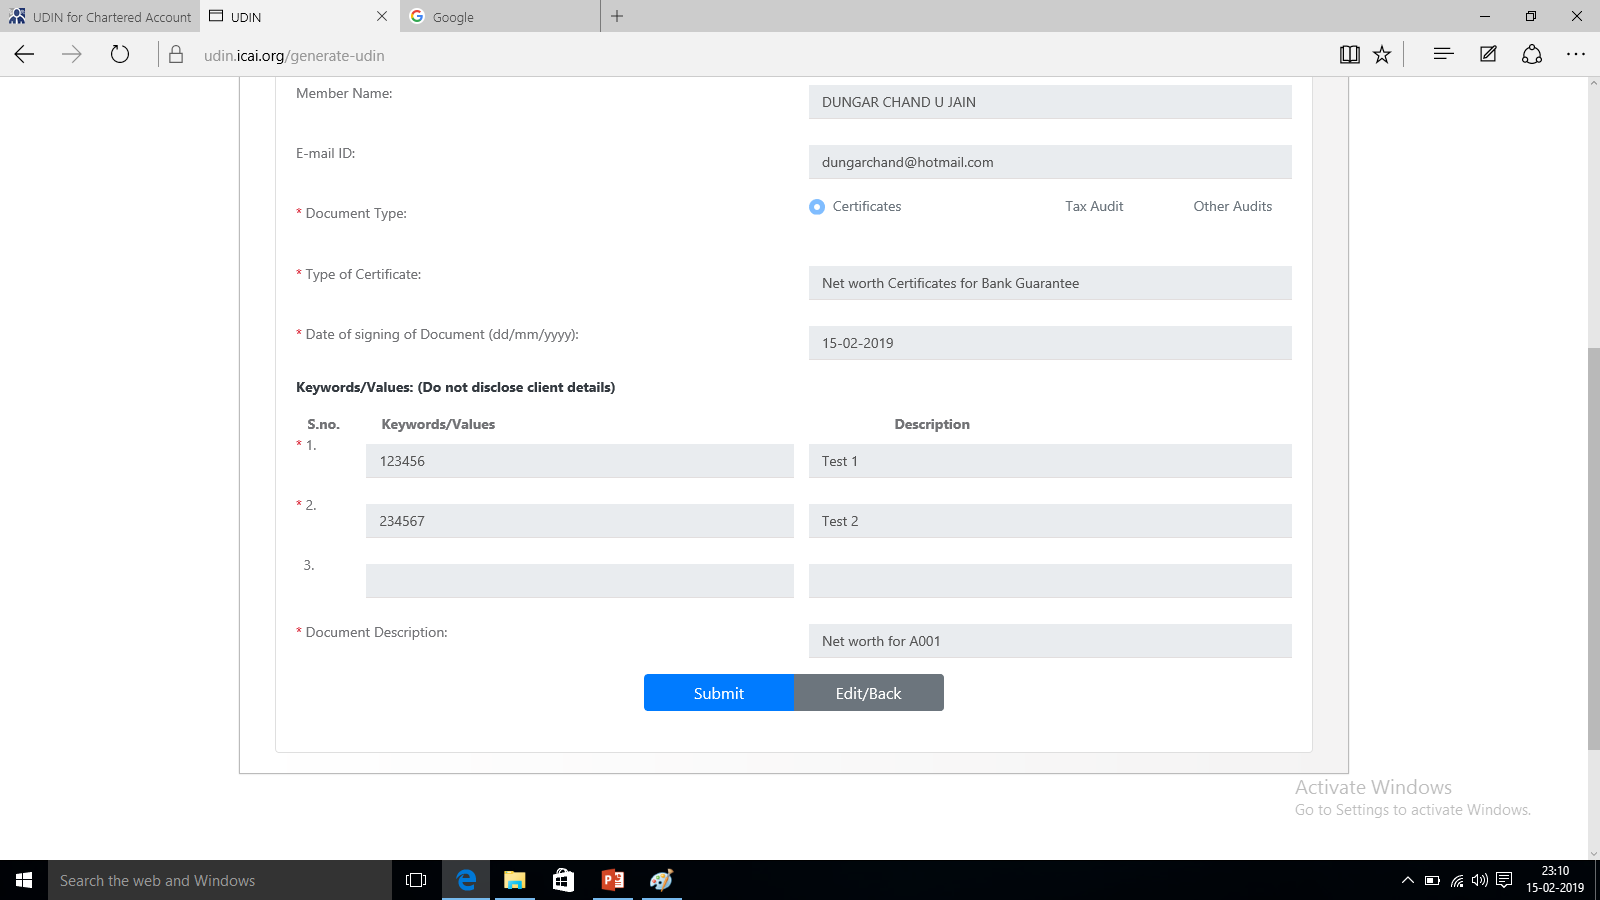 UDIN for Chartered Account
UDIN
Google
udin.icai.org/generate-udin
Member Name:
DUNGAR CHAND U JAIN
E-mail ID:
dungarchand@hotmail.com
* Document Type:
Certificates Tax Audit Other Audits
* Type of Certificate:
Net worth Certificates for Bank Guarantee
* Date of signing of Document (dd/mm/yyyy):
15-02-2019
Keywords/Values: (Do not disclose client details)
S.no. Keywords/Values Description
* 1.
123456 Test 1
* 2.
234567 Test 2
3.
* Document Description:
Net worth for A001
Submit Edit/Back
Activate Windows
Go to Settings to activate Windows.
Search the web and Windows
23:10
15-02-2019